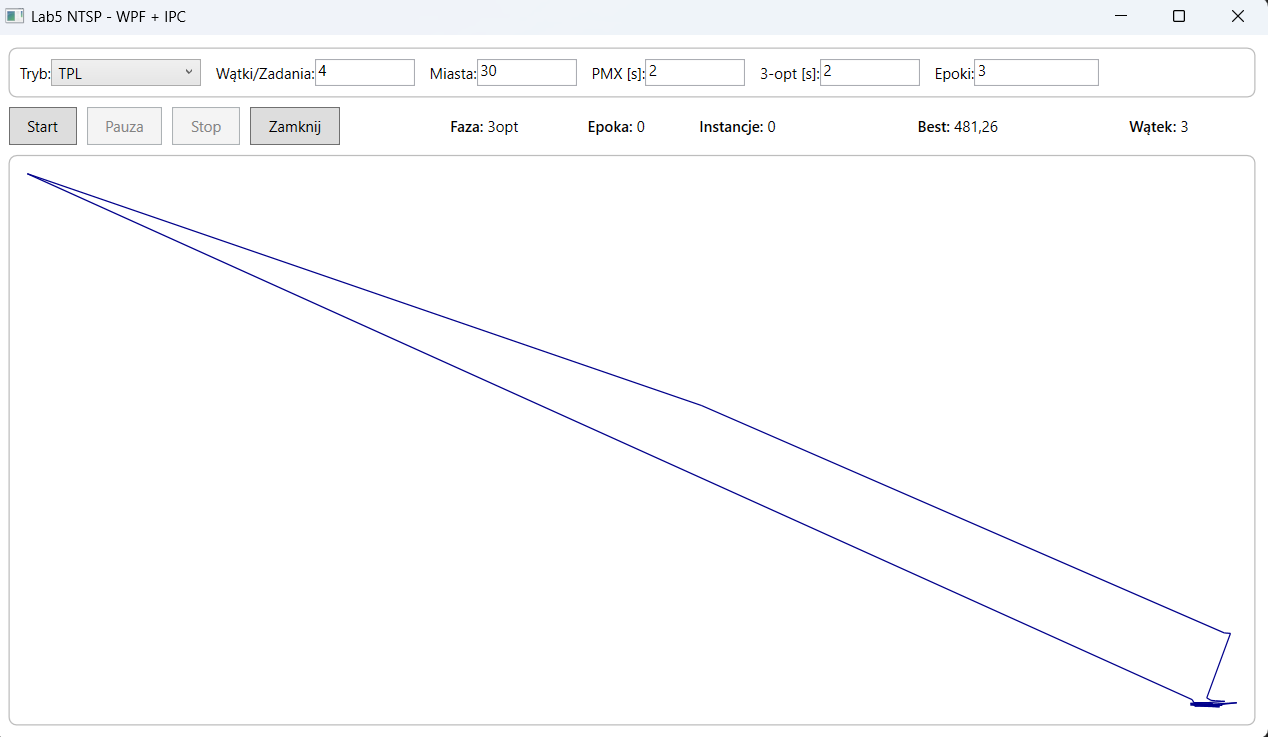 Lab5 NTSP - WPF + IPC
Tryb: TPL Wątki/Zadania: 4 Miasta: 30 PMX [s]: 2 3-opt [s]: 2 Epoki: 3
Start Pauza Stop Zamknij Faza: 3opt Epoka: 0 Instancje: 0 Best: 481,26 Wątek: 3